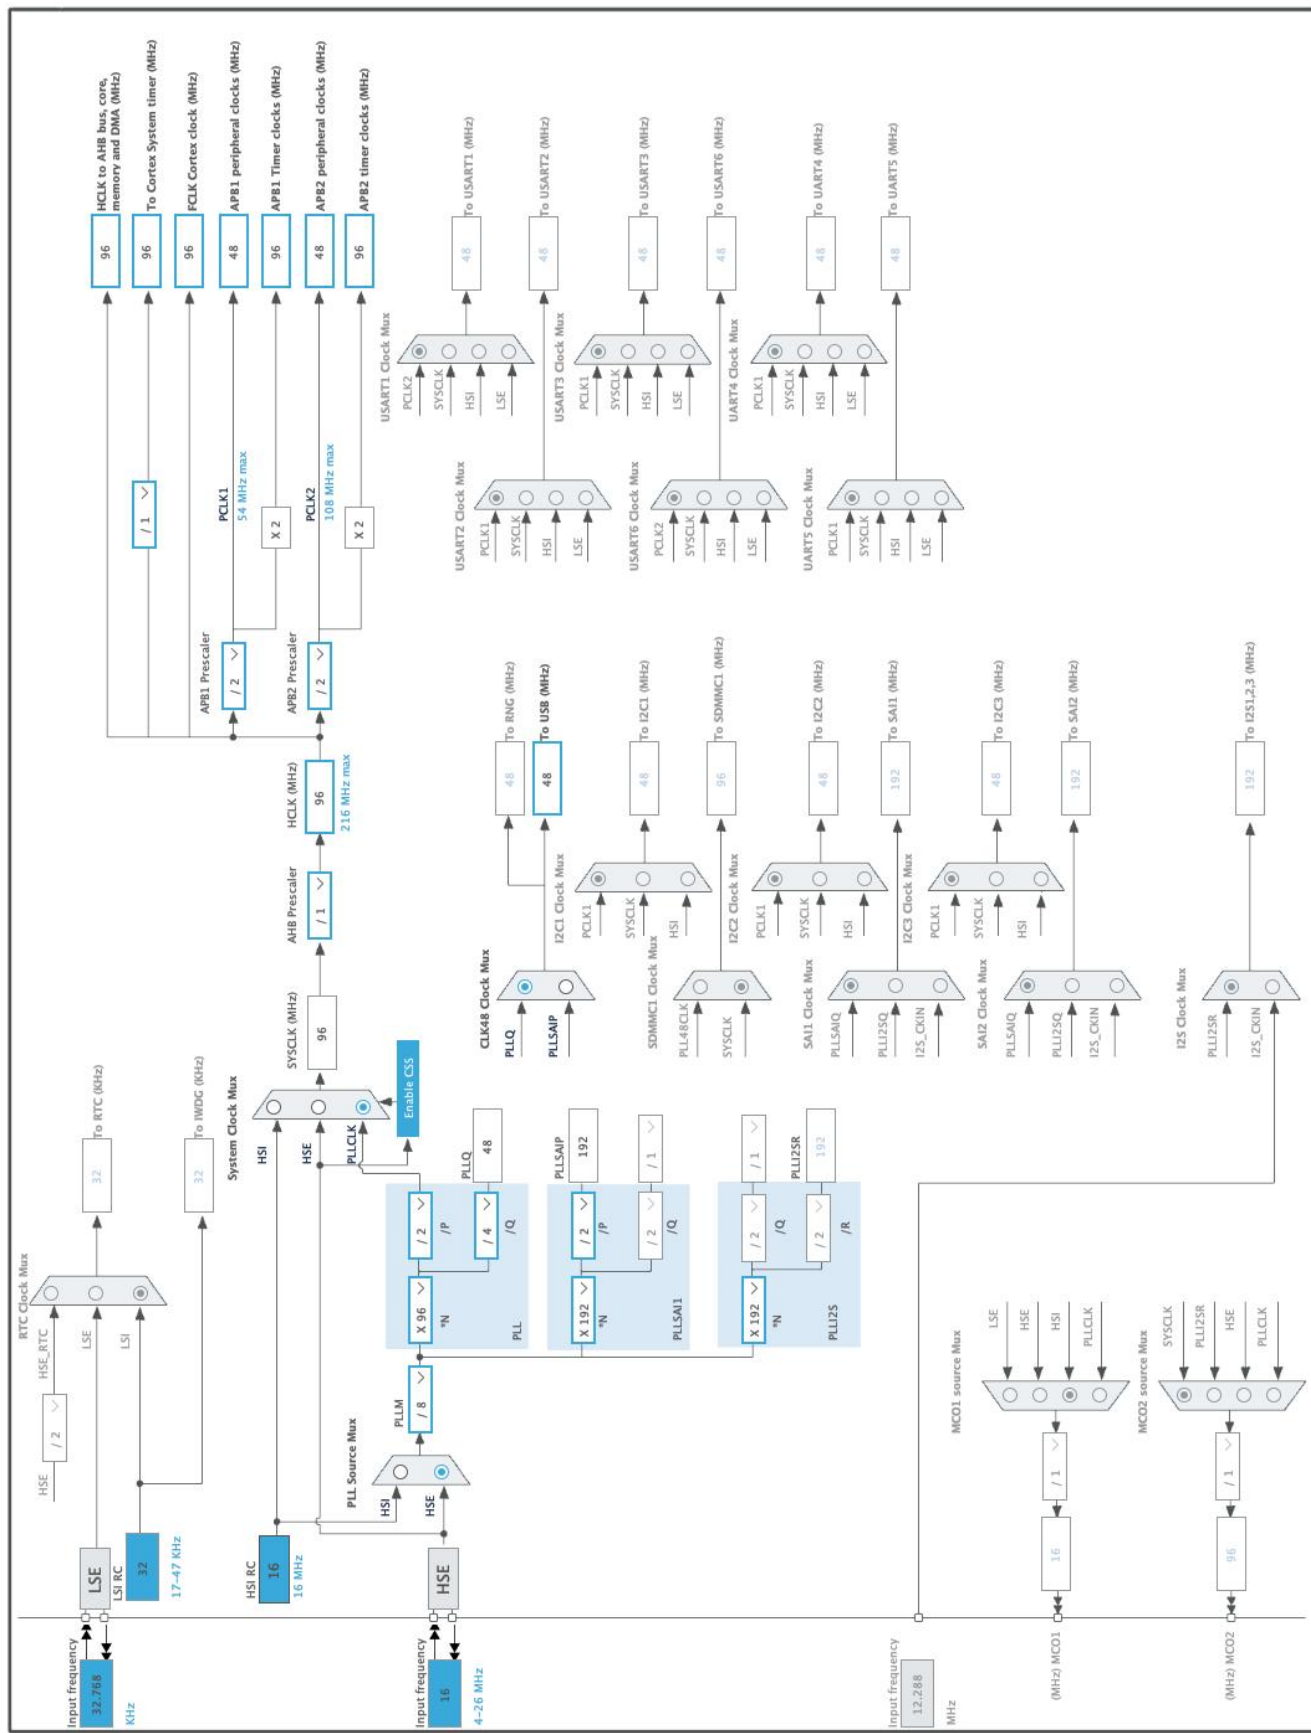 Input frequency
32.768
KHz
LSE
LSI RC
32
17-47 KHz
HSE
/ 2
HSE_RTC
LSE
LSI
RTC Clock Mux
32
To RTC (KHz)
32
To IWDG (KHz)
HSI RC
16
16 MHz
Input frequency
16
4-26 MHz
HSE
PLL Source Mux
HSI
HSE
PLLM
/ 8
X 96
*N
/ 2
/P
/ 4
/Q
PLL
PLLQ
48
X 192
*N
/ 2
/P
/ 2
/Q
PLLSAI1
PLLSAIP
192
/ 1
X 192
*N
/ 2
/Q
/ 2
/R
PLLI2S
/ 1
PLLI2SR
192
System Clock Mux
HSI
HSE
PLLCLK
Enable CSS
SYSCLK (MHz)
96
AHB Prescaler
/ 1
HCLK (MHz)
96
216 MHz max
APB1 Prescaler
/ 2
APB2 Prescaler
/ 2
/ 1
PCLK1
54 MHz max
X 2
PCLK2
108 MHz max
X 2
96
HCLK to AHB bus, core,
memory and DMA (MHz)
96
To Cortex System timer (MHz)
96
FCLK Cortex clock (MHz)
48
APB1 peripheral clocks (MHz)
96
APB1 Timer clocks (MHz)
48
APB2 peripheral clocks (MHz)
96
APB2 timer clocks (MHz)
CLK48 Clock Mux
PLLQ
PLLSAIP
48
To RNG (MHz)
48
To USB (MHz)
I2C1 Clock Mux
PCLK1
SYSCLK
HSI
48
To I2C1 (MHz)
SDMMC1 Clock Mux
PLL48CLK
SYSCLK
96
To SDMMC1 (MHz)
I2C2 Clock Mux
PCLK1
SYSCLK
HSI
48
To I2C2 (MHz)
SAI1 Clock Mux
PLLSAIQ
PLLI2SQ
I2S_CKIN
192
To SAI1 (MHz)
I2C3 Clock Mux
PCLK1
SYSCLK
HSI
48
To I2C3 (MHz)
SAI2 Clock Mux
PLLSAIQ
PLLI2SQ
I2S_CKIN
192
To SAI2 (MHz)
I2S Clock Mux
PLLI2SR
I2S_CKIN
192
To I2S1,2,3 (MHz)
USART1 Clock Mux
PCLK2
SYSCLK
HSI
LSE
48
To USART1 (MHz)
USART2 Clock Mux
PCLK1
SYSCLK
HSI
LSE
48
To USART2 (MHz)
USART3 Clock Mux
PCLK1
SYSCLK
HSI
LSE
48
To USART3 (MHz)
USART6 Clock Mux
PCLK2
SYSCLK
HSI
LSE
48
To USART6 (MHz)
UART4 Clock Mux
PCLK1
SYSCLK
HSI
LSE
48
To UART4 (MHz)
UART5 Clock Mux
PCLK1
SYSCLK
HSI
LSE
48
To UART5 (MHz)
Input frequency
12.288
MHz
MCO1 source Mux
LSE
HSE
HSI
PLLCLK
/ 1
16
(MHz) MCO1
MCO2 source Mux
SYSCLK
PLLI2SR
HSE
PLLCLK
/ 1
96
(MHz) MCO2